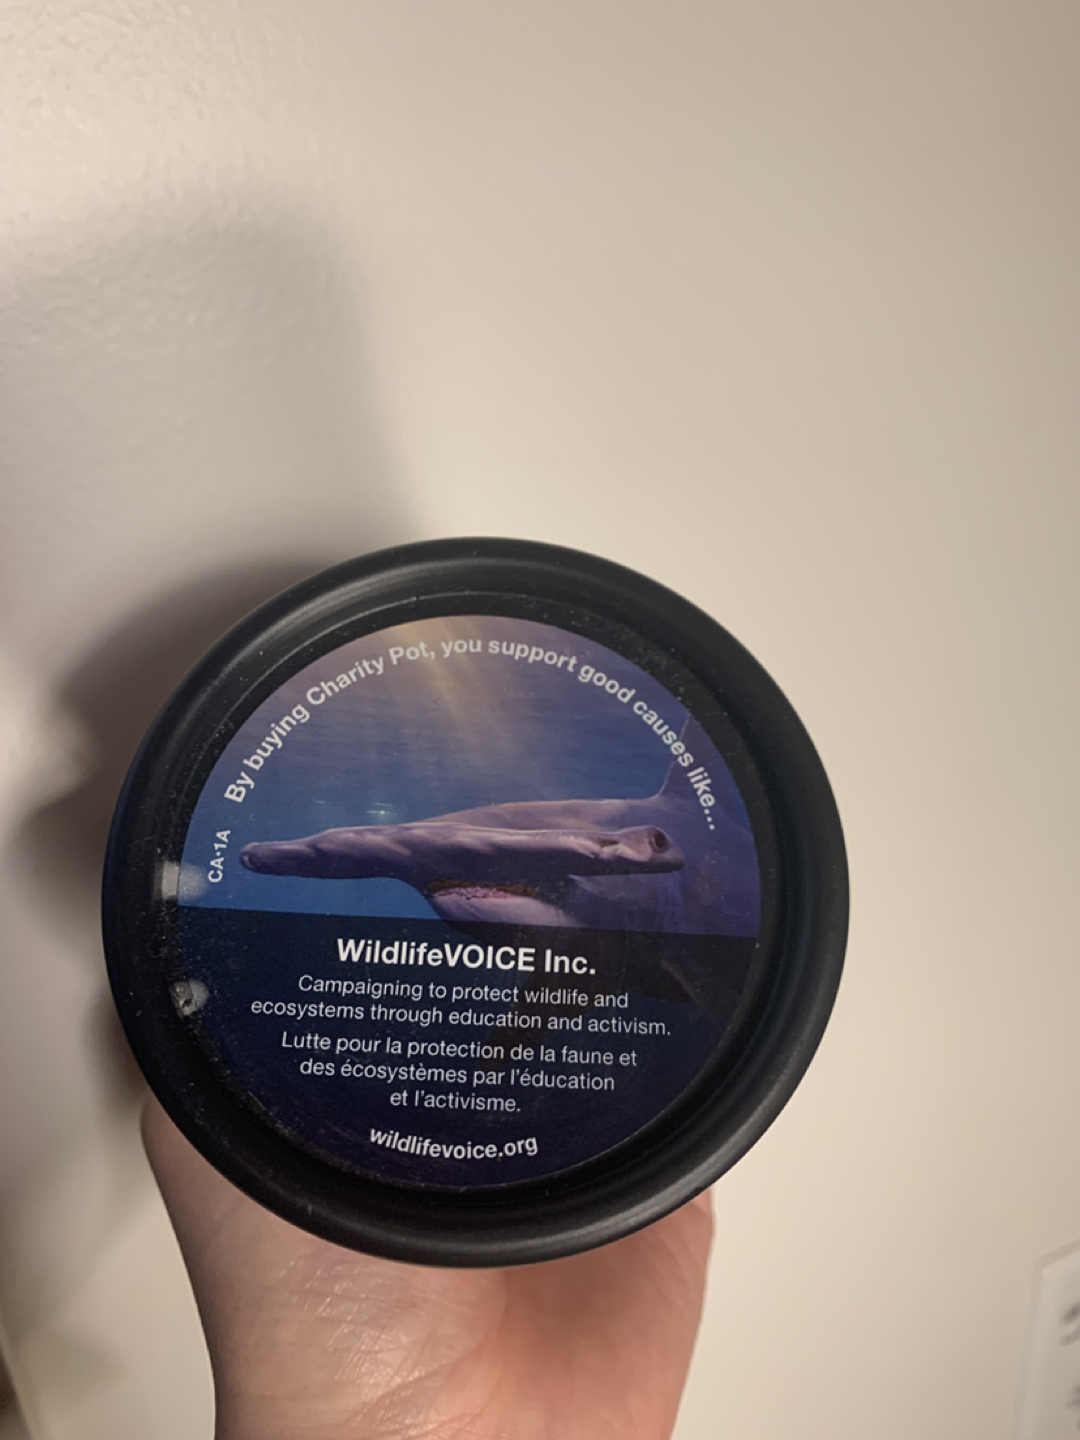 By buying Charity Pot, you support good causes like...
CA·1A
WildlifeVOICE Inc.
Campaigning to protect wildlife and
ecosystems through education and activism.
Lutte pour la protection de la faune et
des écosystèmes par l'éducation
et l'activisme.
wildlifevoice.org